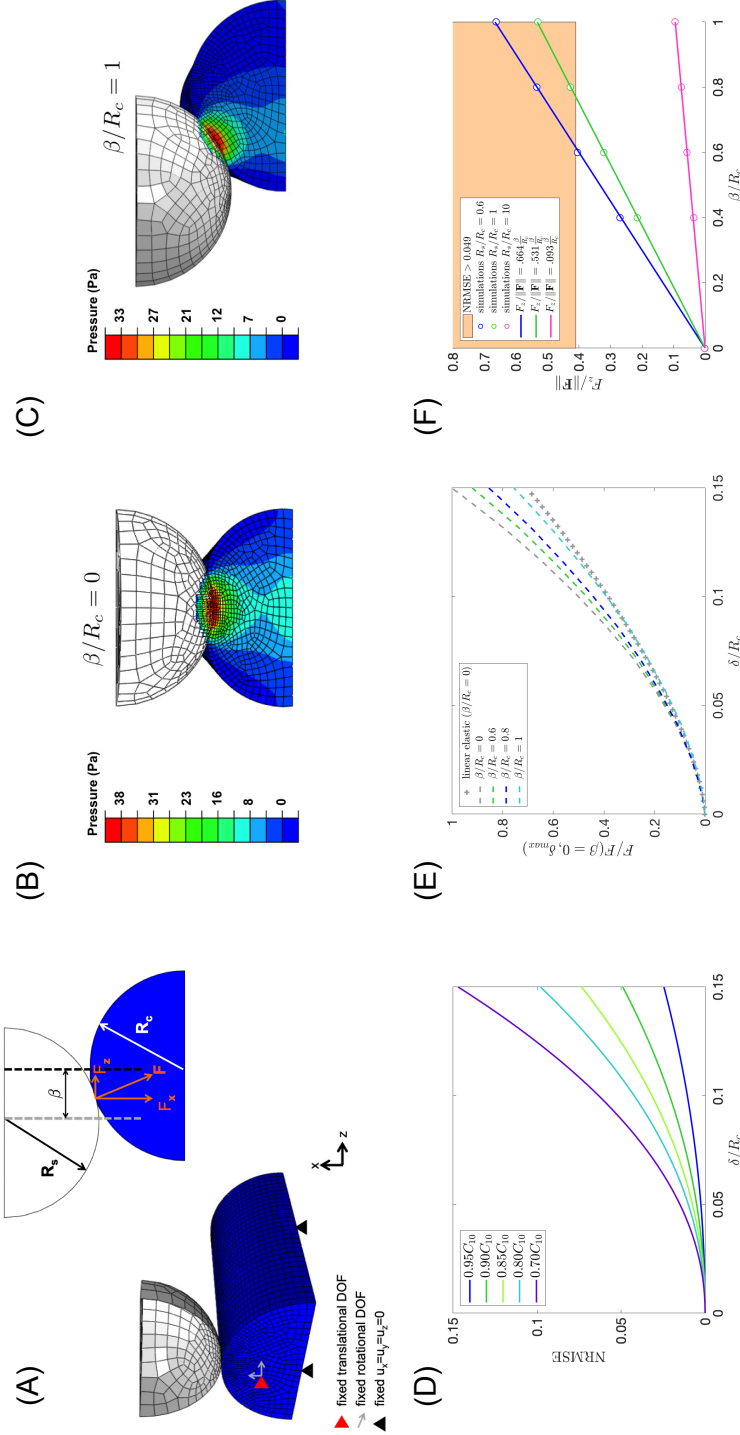 (A)
R_s
β
F_z
F
F_x
R_c
x
z
fixed translational DOF
fixed rotational DOF
fixed u_x=u_y=u_z=0
(B)
β/R_c = 0
Pressure (Pa)
38
31
23
16
8
0
(C)
β/R_c = 1
Pressure (Pa)
33
27
21
12
7
0
(D)
0.95C_10
0.90C_10
0.85C_10
0.80C_10
0.70C_10
NRMSE
0.15
0.1
0.05
0
0
0.05
0.1
0.15
δ/R_c
(E)
linear elastic (β/R_c = 0)
β/R_c = 0
β/R_c = 0.6
β/R_c = 0.8
β/R_c = 1
F/F(β = 0, δ_max)
1
0.8
0.6
0.4
0.2
0
0
0.05
0.1
0.15
δ/R_c
(F)
NRMSE > 0.049
simulations R_s/R_c = 0.6
simulations R_s/R_c = 1
simulations R_s/R_c = 10
F_z/||F|| = .664 β/R_c
F_z/||F|| = .531 β/R_c
F_z/||F|| = .093 β/R_c
F_z/||F||
0.8
0.7
0.6
0.5
0.4
0.3
0.2
0.1
0
0
0.2
0.4
0.6
0.8
1
β/R_c